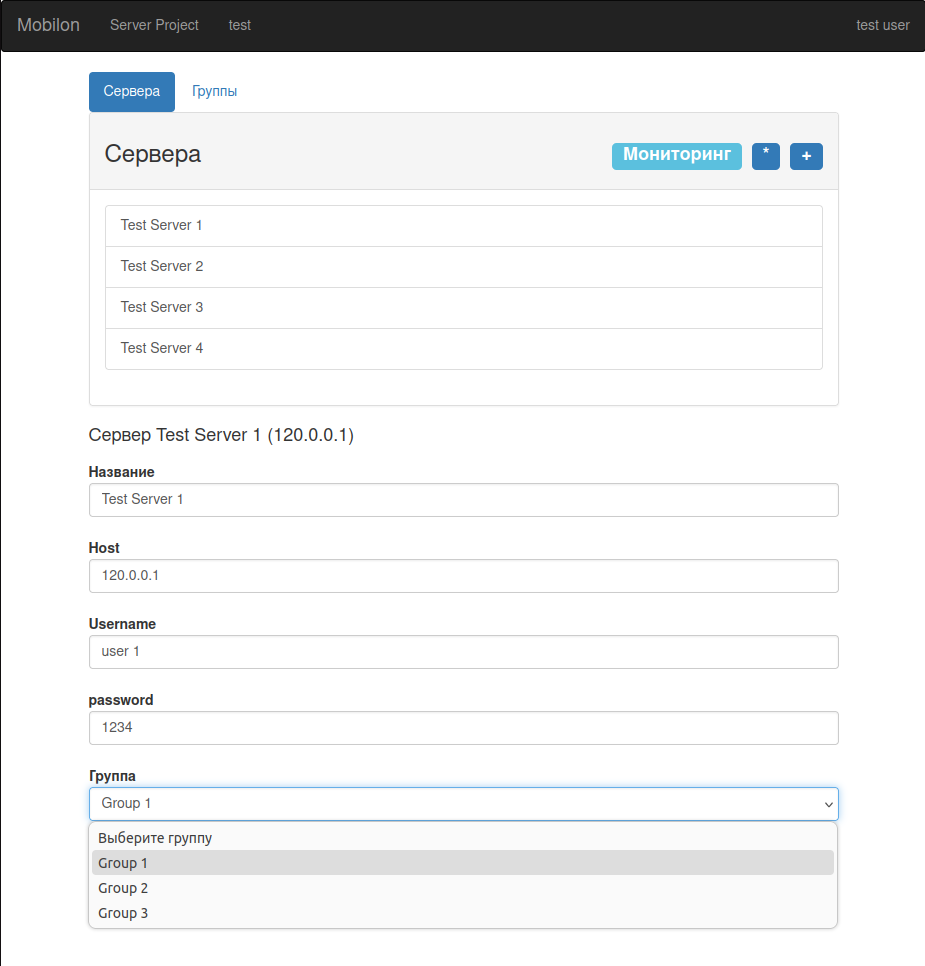 Mobilon Server Project test test user
Сервера Группы
Сервера Мониторинг * +
Test Server 1
Test Server 2
Test Server 3
Test Server 4
Сервер Test Server 1 (120.0.0.1)
Название
Test Server 1
Host
120.0.0.1
Username
user 1
password
1234
Группа
Group 1
Выберите группу
Group 1
Group 2
Group 3